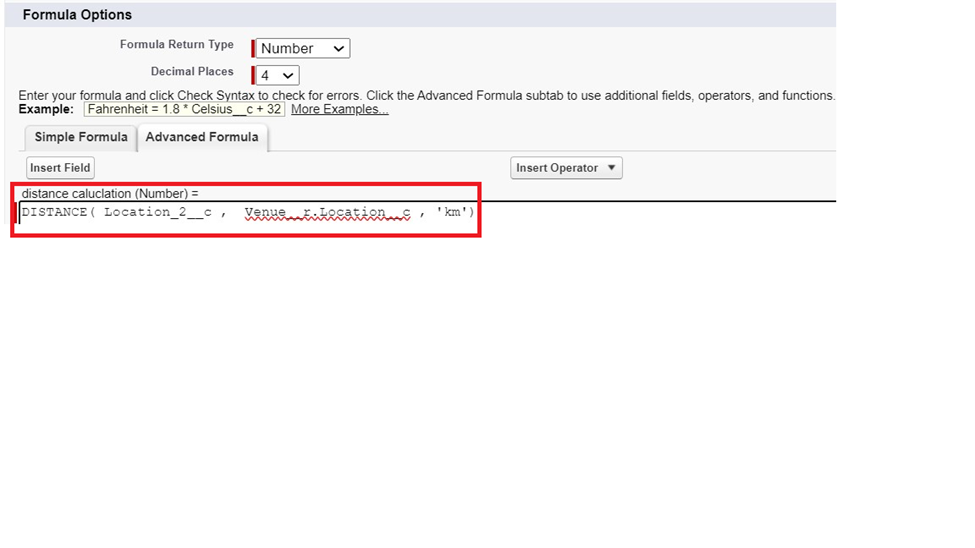 Formula Options
Formula Return Type Number
Decimal Places 4
Enter your formula and click Check Syntax to check for errors. Click the Advanced Formula subtab to use additional fields, operators, and functions.
Example: Fahrenheit = 1.8 * Celsius__c + 32 More Examples...
Simple Formula Advanced Formula
Insert Field Insert Operator
distance caluclation (Number) =
DISTANCE( Location_2__c , Venue__r.Location__c , 'km')